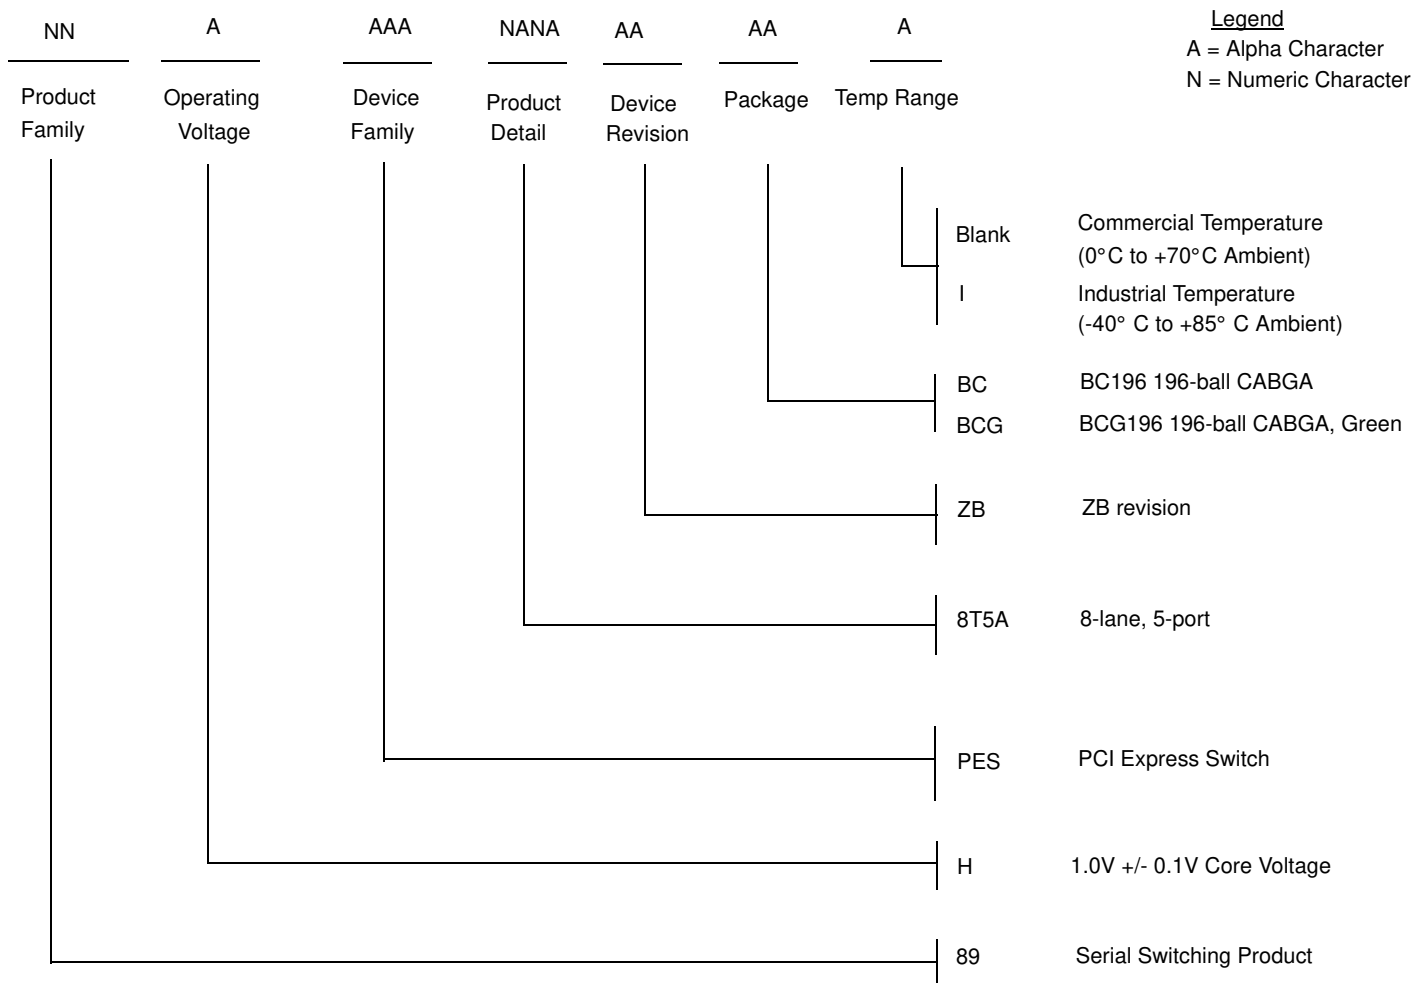 NN A AAA NANA AA AA A
Legend
A = Alpha Character
N = Numeric Character
Product Family
Operating Voltage
Device Family
Product Detail
Device Revision
Package
Temp Range
Blank Commercial Temperature
(0°C to +70°C Ambient)
I Industrial Temperature
(-40° C to +85° C Ambient)
BC BC196 196-ball CABGA
BCG BCG196 196-ball CABGA, Green
ZB ZB revision
8T5A 8-lane, 5-port
PES PCI Express Switch
H 1.0V +/- 0.1V Core Voltage
89 Serial Switching Product